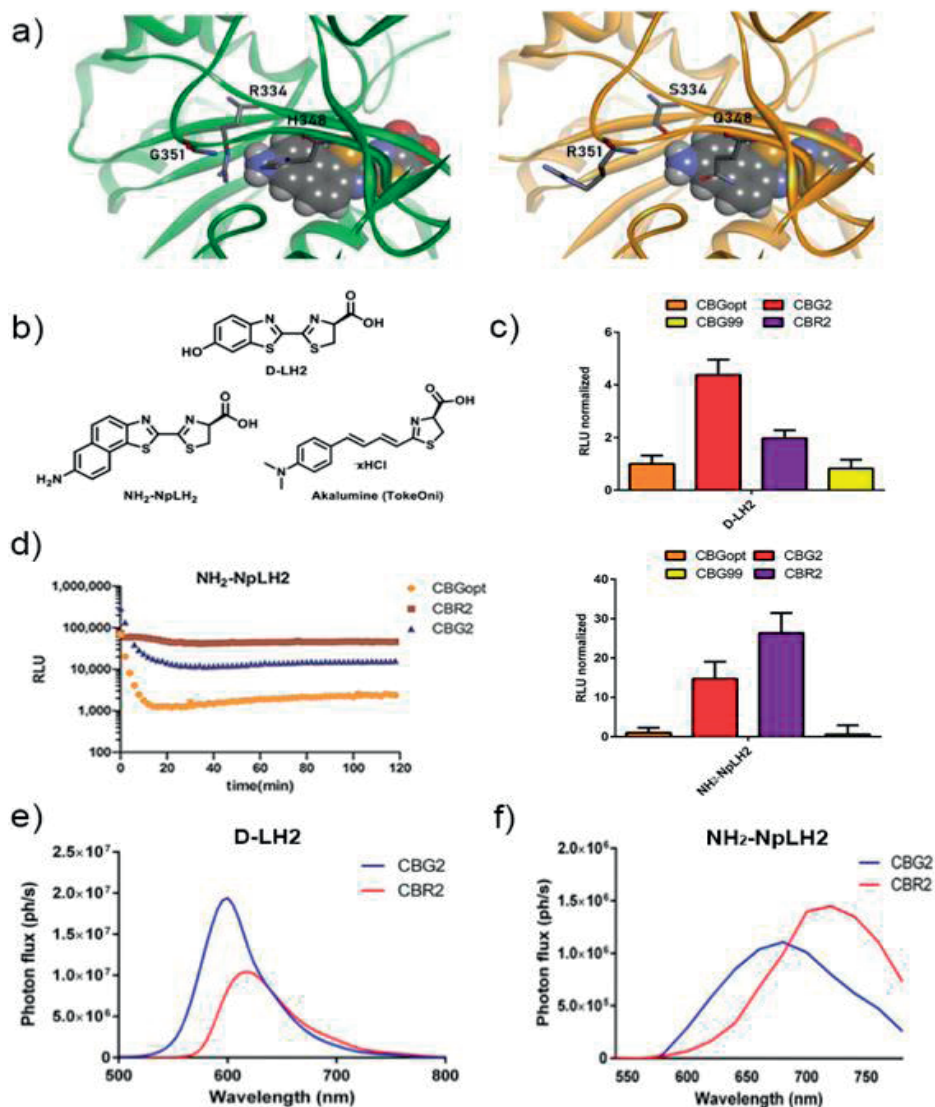 a)
R334
H348
G351
S334
Q348
R351
b)
O
N
N
OH
HO
S
S
D-LH2
O
N
N
OH
S
S
H₂N
NH₂-NpLH₂
O
OH
N
S
N
xHCl
Akalumine (TokeOni)
c)
CBGopt CBG2
CBG99 CBR2
RLU normalized
6
4
2
0
D-LH2
CBGopt CBG2
CBG99 CBR2
RLU normalized
40
30
20
10
0
NH2-NpLH2
d)
NH₂-NpLH2
CBGopt
CBR2
CBG2
RLU
1,000,000
100,000
10,000
1,000
100
0 20 40 60 80 100 120
time(min)
e)
D-LH2
CBG2
CBR2
Photon flux (ph/s)
2.5×10⁷
2.0×10⁷
1.5×10⁷
1.0×10⁷
5.0×10⁶
0
500 600 700 800
Wavelength (nm)
f)
NH₂-NpLH2
CBG2
CBR2
Photon flux (ph/s)
2.0×10⁶
1.5×10⁶
1.0×10⁶
5.0×10⁵
0
550 600 650 700 750
Wavelength (nm)